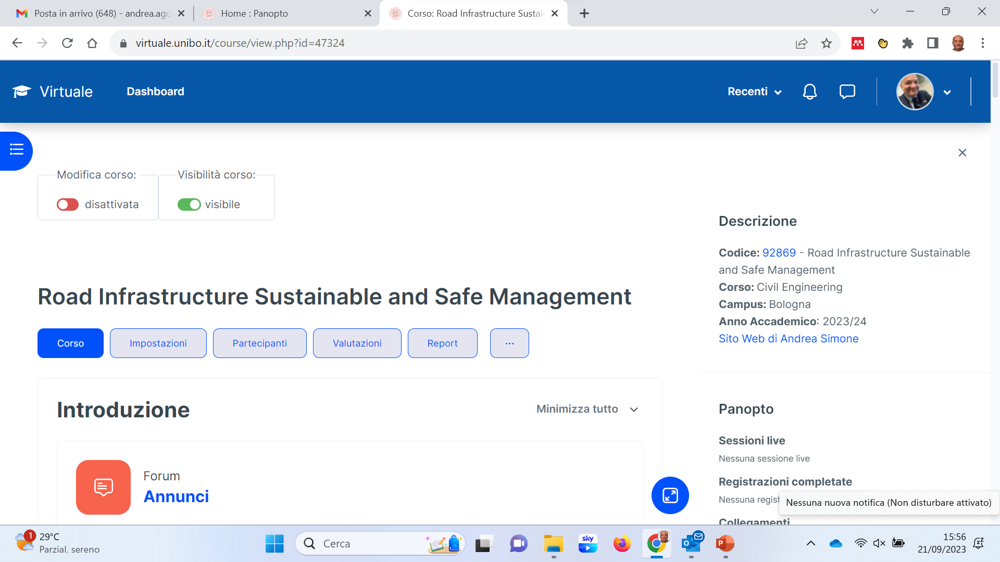 Posta in arrivo (648) - andrea.ago
Home : Panopto
Corso: Road Infrastructure Sustai
virtuale.unibo.it/course/view.php?id=47324
Virtuale
Dashboard
Recenti
Modifica corso:
Visibilità corso:
disattivata
visibile
Road Infrastructure Sustainable and Safe Management
Corso
Impostazioni
Partecipanti
Valutazioni
Report
...
Introduzione
Minimizza tutto
Forum
Annunci
Descrizione
Codice: 92869 - Road Infrastructure Sustainable
and Safe Management
Corso: Civil Engineering
Campus: Bologna
Anno Accademico: 2023/24
Sito Web di Andrea Simone
Panopto
Sessioni live
Nessuna sessione live
Registrazioni completate
Nessuna regist
Nessuna nuova notifica (Non disturbare attivato)
Collegamenti
1
29°C
Parzial. sereno
Cerca
sky
15:56
21/09/2023